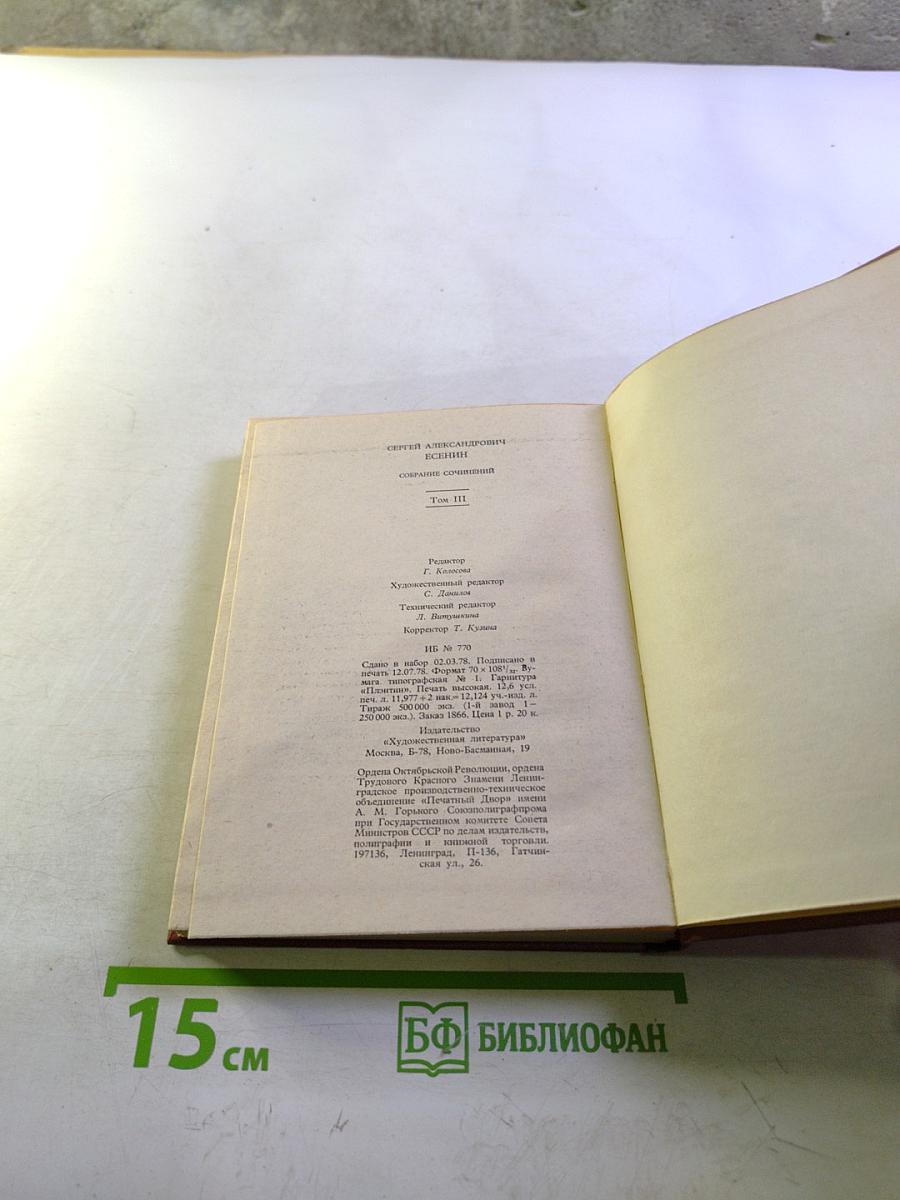 СЕРГЕЙ АЛЕКСАНДРОВИЧ
ЕСЕНИН
СОБРАНИЕ СОЧИНЕНИЙ
Том III
Редактор
Г. Колосова
Художественный редактор
С. Данилов
Технический редактор
Л. Витушкина
Корректор Т. Кузина
ИБ № 770
Сдано в набор 02.03.78. Подписано в
печать 12.07.78. Формат 70×108¹/₃₂. Бу-
мага типографская № 1. Гарнитура
«Плэнтин». Печать высокая. 12,6 усл.
печ. л. 11,977+2 нак.=12,124 уч.-изд. л.
Тираж 500 000 экз. (1-й завод 1—
250 000 экз.). Заказ 1866. Цена 1 р. 20 к.
Издательство
«Художественная литература»
Москва, Б-78, Ново-Басманная, 19
Ордена Октябрьской Революции, ордена
Трудового Красного Знамени Ленин-
градское производственно-техническое
объединение «Печатный Двор» имени
А. М. Горького Союзполиграфпрома
при Государственном комитете Совета
Министров СССР по делам издательств,
полиграфии и книжной торговли.
197136, Ленинград, П-136, Гатчин-
ская ул., 26.
15 см
БФ БИБЛИОФАН